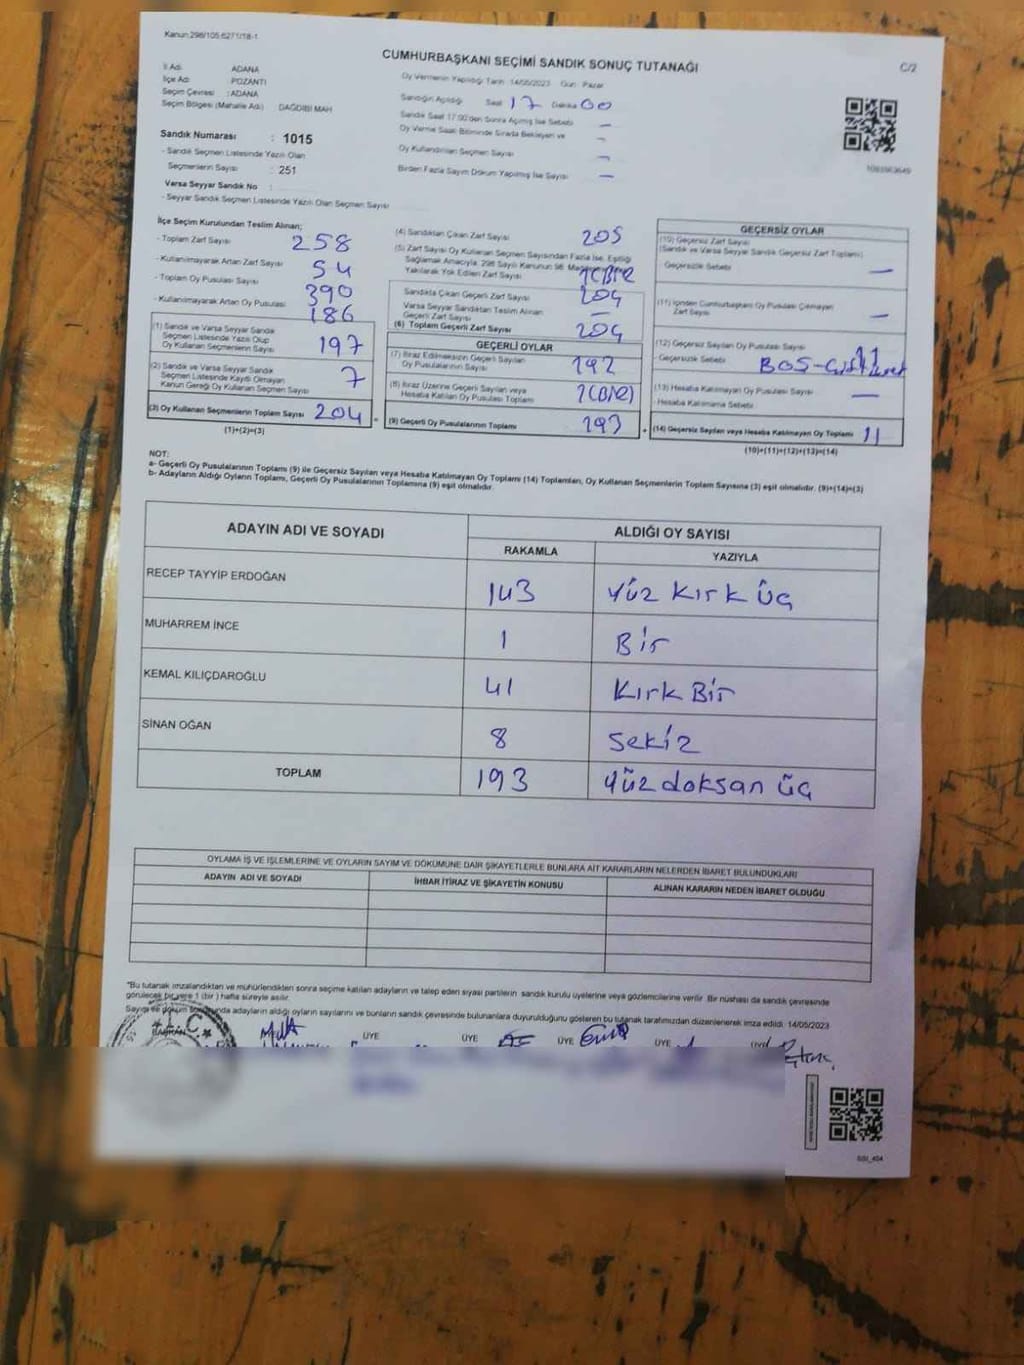 Kanun:298/105.6271/18-1
CUMHURBAŞKANI SEÇİMİ SANDIK SONUÇ TUTANAĞI
C/2
İl Adı : ADANA
İlçe Adı : POZANTI
Seçim Çevresi : ADANA
Seçim Bölgesi (Mahalle Adı) : DAĞDİBİ MAH
Sandık Numarası : 1015
- Sandık Seçmen Listesinde Yazılı Olan
Seçmenlerin Sayısı : 251
Varsa Seyyar Sandık No :
- Seyyar Sandık Seçmen Listesinde Yazılı Olan Seçmen Sayısı
Oy Vermenin Yapıldığı Tarih: 14/05/2023 Gün: Pazar
Sandığın Açıldığı Saat 17 Dakika 00
Sandık Saat 17:00'den Sonra Açılmış İse Sebebi —
Oy Verme Saati Bitiminde Sırada Bekleyen ve
Oy Kullandırılan Seçmen Sayısı —
Birden Fazla Sayım Döküm Yapılmış İse Sayısı —
İlçe Seçim Kurulundan Teslim Alınan;
- Toplam Zarf Sayısı 258
- Kullanılmayarak Artan Zarf Sayısı 54
- Toplam Oy Pusulası Sayısı 390
- Kullanılmayarak Artan Oy Pusulası 186
(1) Sandık ve Varsa Seyyar Sandık
Seçmen Listesinde Yazılı Olup
Oy Kullanan Seçmenlerin Sayısı 197
(2) Sandık ve Varsa Seyyar Sandık
Seçmen Listesinde Kayıtlı Olmayan
Kanun Gereği Oy Kullanan Seçmen Sayısı 7
(3) Oy Kullanan Seçmenlerin Toplam Sayısı 204
(1)+(2)=(3)
(4) Sandıktan Çıkan Zarf Sayısı 205
(5) Zarf Sayısı Oy Kullanan Seçmen Sayısından Fazla İse, Eşitliği
Sağlamak Amacıyla, 298 Sayılı Kanunun 98.
Yakılarak Yok Edilen Zarf Sayısı 1(BİR)
Sandıkta Çıkan Geçerli Zarf Sayısı 204
Varsa Seyyar Sandıktan Teslim Alınan
Geçerli Zarf Sayısı —
(6) Toplam Geçerli Zarf Sayısı 204
GEÇERLİ OYLAR
(7) İtiraz Edilmeksizin Geçerli Sayılan
Oy Pusulalarının Sayısı 192
(8) İtiraz Üzerine Geçerli Sayılan veya
Hesaba Katılan Oy Pusulaları Toplamı 1(BİR)
= (9) Geçerli Oy Pusulalarının Toplamı 193
GEÇERSİZ OYLAR
(10) Geçersiz Zarf Sayısı
(Sandık ve Varsa Seyyar Sandık Geçersiz Zarf Toplamı)
- Geçersizlik Sebebi —
(11) İçinden Cumhurbaşkanı Oy Pusulası Çıkmayan
Zarf Sayısı —
(12) Geçersiz Sayılan Oy Pusulası Sayısı 11
- Geçersizlik Sebebi BOŞ-Çift
(13) Hesaba Katılmayan Oy Pusulası Sayısı —
- Hesaba Katılmama Sebebi
+ (14) Geçersiz Sayılan veya Hesaba Katılmayan Oy Toplamı 11
(10)+(11)+(12)+(13)=(14)
NOT:
a- Geçerli Oy Pusulalarının Toplamı (9) ile Geçersiz Sayılan veya Hesaba Katılmayan Oy Toplamı (14) Toplamları, Oy Kullanan Seçmenlerin Toplam Sayısına (3) eşit olmalıdır. (9)+(14)=(3)
b- Adayların Aldığı Oyların Toplamı, Geçerli Oy Pusulalarının Toplamına (9) eşit olmalıdır.
ADAYIN ADI VE SOYADI
ALDIĞI OY SAYISI
RAKAMLA YAZIYLA
RECEP TAYYİP ERDOĞAN 143 Yüz Kırk üç
MUHARREM İNCE 1 Bir
KEMAL KILIÇDAROĞLU 41 Kırk Bir
SİNAN OĞAN 8 Sekiz
TOPLAM 193 Yüz doksan üç
OYLAMA İŞ VE İŞLEMLERİNE VE OYLARIN SAYIM VE DÖKÜMÜNE DAİR ŞİKAYETLERLE BUNLARA AİT KARARLARIN NELERDEN İBARET BULUNDUKLARI
ADAYIN ADI VE SOYADI İHBAR İTİRAZ VE ŞİKAYETİN KONUSU ALINAN KARARIN NEDEN İBARET OLDUĞU
"Bu tutanak imzalandıktan ve mühürlendikten sonra seçime katılan adayların ve talep eden siyasi partilerin sandık kurulu üyelerine veya gözlemcilerine verilir. Bir nüshası da sandık çevresinde
görülecek bir yere 1 (bir) hafta süreyle asılır.
adayların aldığı oyların sayılarını ve bunların sandık çevresinde bulunanlara duyurulduğunu gösteren bu tutanak tarafımızdan düzenlenerek imza edildi. 14/05/2023
BAŞKAN ÜYE ÜYE ÜYE ÜYE ÜYE
T.C.
SSI_404